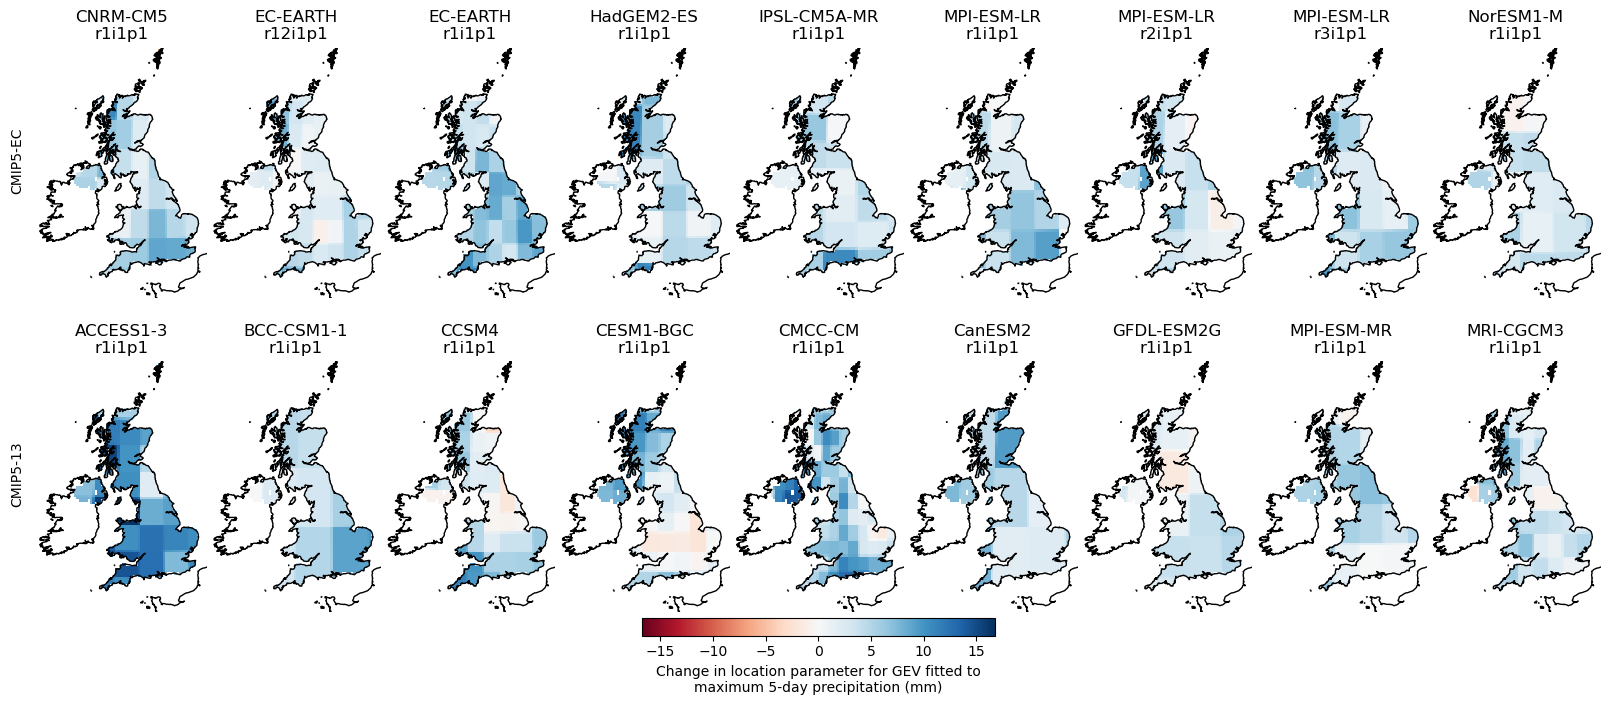 CNRM-CM5 EC-EARTH EC-EARTH HadGEM2-ES IPSL-CM5A-MR MPI-ESM-LR MPI-ESM-LR MPI-ESM-LR NorESM1-M
r1i1p1 r12i1p1 r1i1p1 r1i1p1 r1i1p1 r1i1p1 r2i1p1 r3i1p1 r1i1p1
CMIP5-EC
ACCESS1-3 BCC-CSM1-1 CCSM4 CESM1-BGC CMCC-CM CanESM2 GFDL-ESM2G MPI-ESM-MR MRI-CGCM3
r1i1p1 r1i1p1 r1i1p1 r1i1p1 r1i1p1 r1i1p1 r1i1p1 r1i1p1 r1i1p1
CMIP5-13
−15 −10 −5 0 5 10 15
Change in location parameter for GEV fitted to
maximum 5-day precipitation (mm)